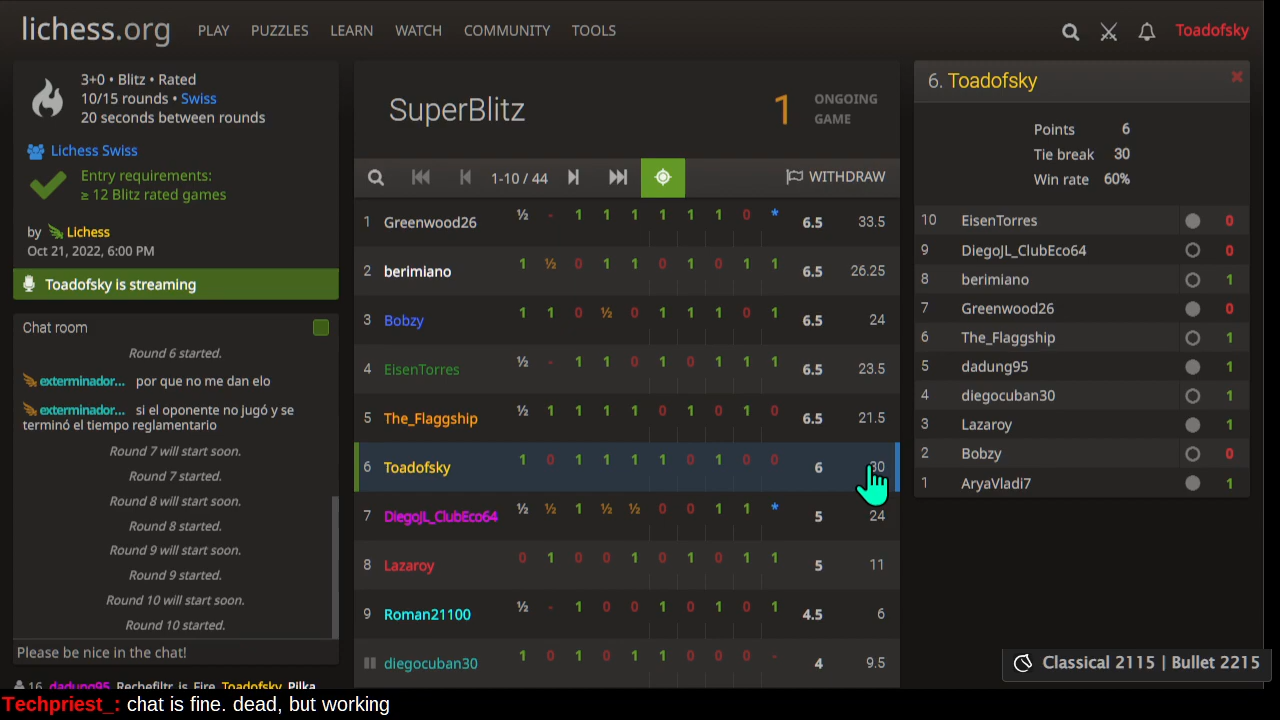 lichess.org PLAY PUZZLES LEARN WATCH COMMUNITY TOOLS Toadofsky
3+0 • Blitz • Rated
10/15 rounds • Swiss
20 seconds between rounds
Lichess Swiss
Entry requirements:
≥ 12 Blitz rated games
by Lichess
Oct 21, 2022, 6:00 PM
Toadofsky is streaming
Chat room
Round 6 started.
exterminador... por que no me dan elo
exterminador... si el oponente no jugó y se
terminó el tiempo reglamentario
Round 7 will start soon.
Round 7 started.
Round 8 will start soon.
Round 8 started.
Round 9 will start soon.
Round 9 started.
Round 10 will start soon.
Round 10 started.
Please be nice in the chat!
16 dadung95, Rechefiltr is Fire, Toadofsky, Pilka
SuperBlitz
1 ONGOING
GAME
1-10 / 44 WITHDRAW
1 Greenwood26 ½ - 1 1 1 1 1 1 0 * 6.5 33.5
2 berimiano 1 ½ 0 1 1 0 1 0 1 1 6.5 26.25
3 Bobzy 1 1 0 ½ 0 1 1 1 0 1 6.5 24
4 EisenTorres ½ - 1 1 0 1 0 1 1 1 6.5 23.5
5 The_Flaggship ½ 1 1 1 1 0 1 0 1 0 6.5 21.5
6 Toadofsky 1 0 1 1 1 1 0 1 0 0 6 30
7 DiegoJL_ClubEco64 ½ ½ 1 ½ ½ 0 0 1 1 * 5 24
8 Lazaroy 0 1 0 0 1 0 1 0 1 1 5 11
9 Roman21100 ½ - 1 0 0 1 0 1 0 1 4.5 6
diegocuban30 1 0 1 0 1 1 0 0 0 - 4 9.5
6. Toadofsky
Points 6
Tie break 30
Win rate 60%
10 EisenTorres 0
9 DiegoJL_ClubEco64 0
8 berimiano 1
7 Greenwood26 0
6 The_Flaggship 1
5 dadung95 1
4 diegocuban30 1
3 Lazaroy 1
2 Bobzy 0
1 AryaVladi7 1
Classical 2115 | Bullet 2215
Techpriest_: chat is fine. dead, but working